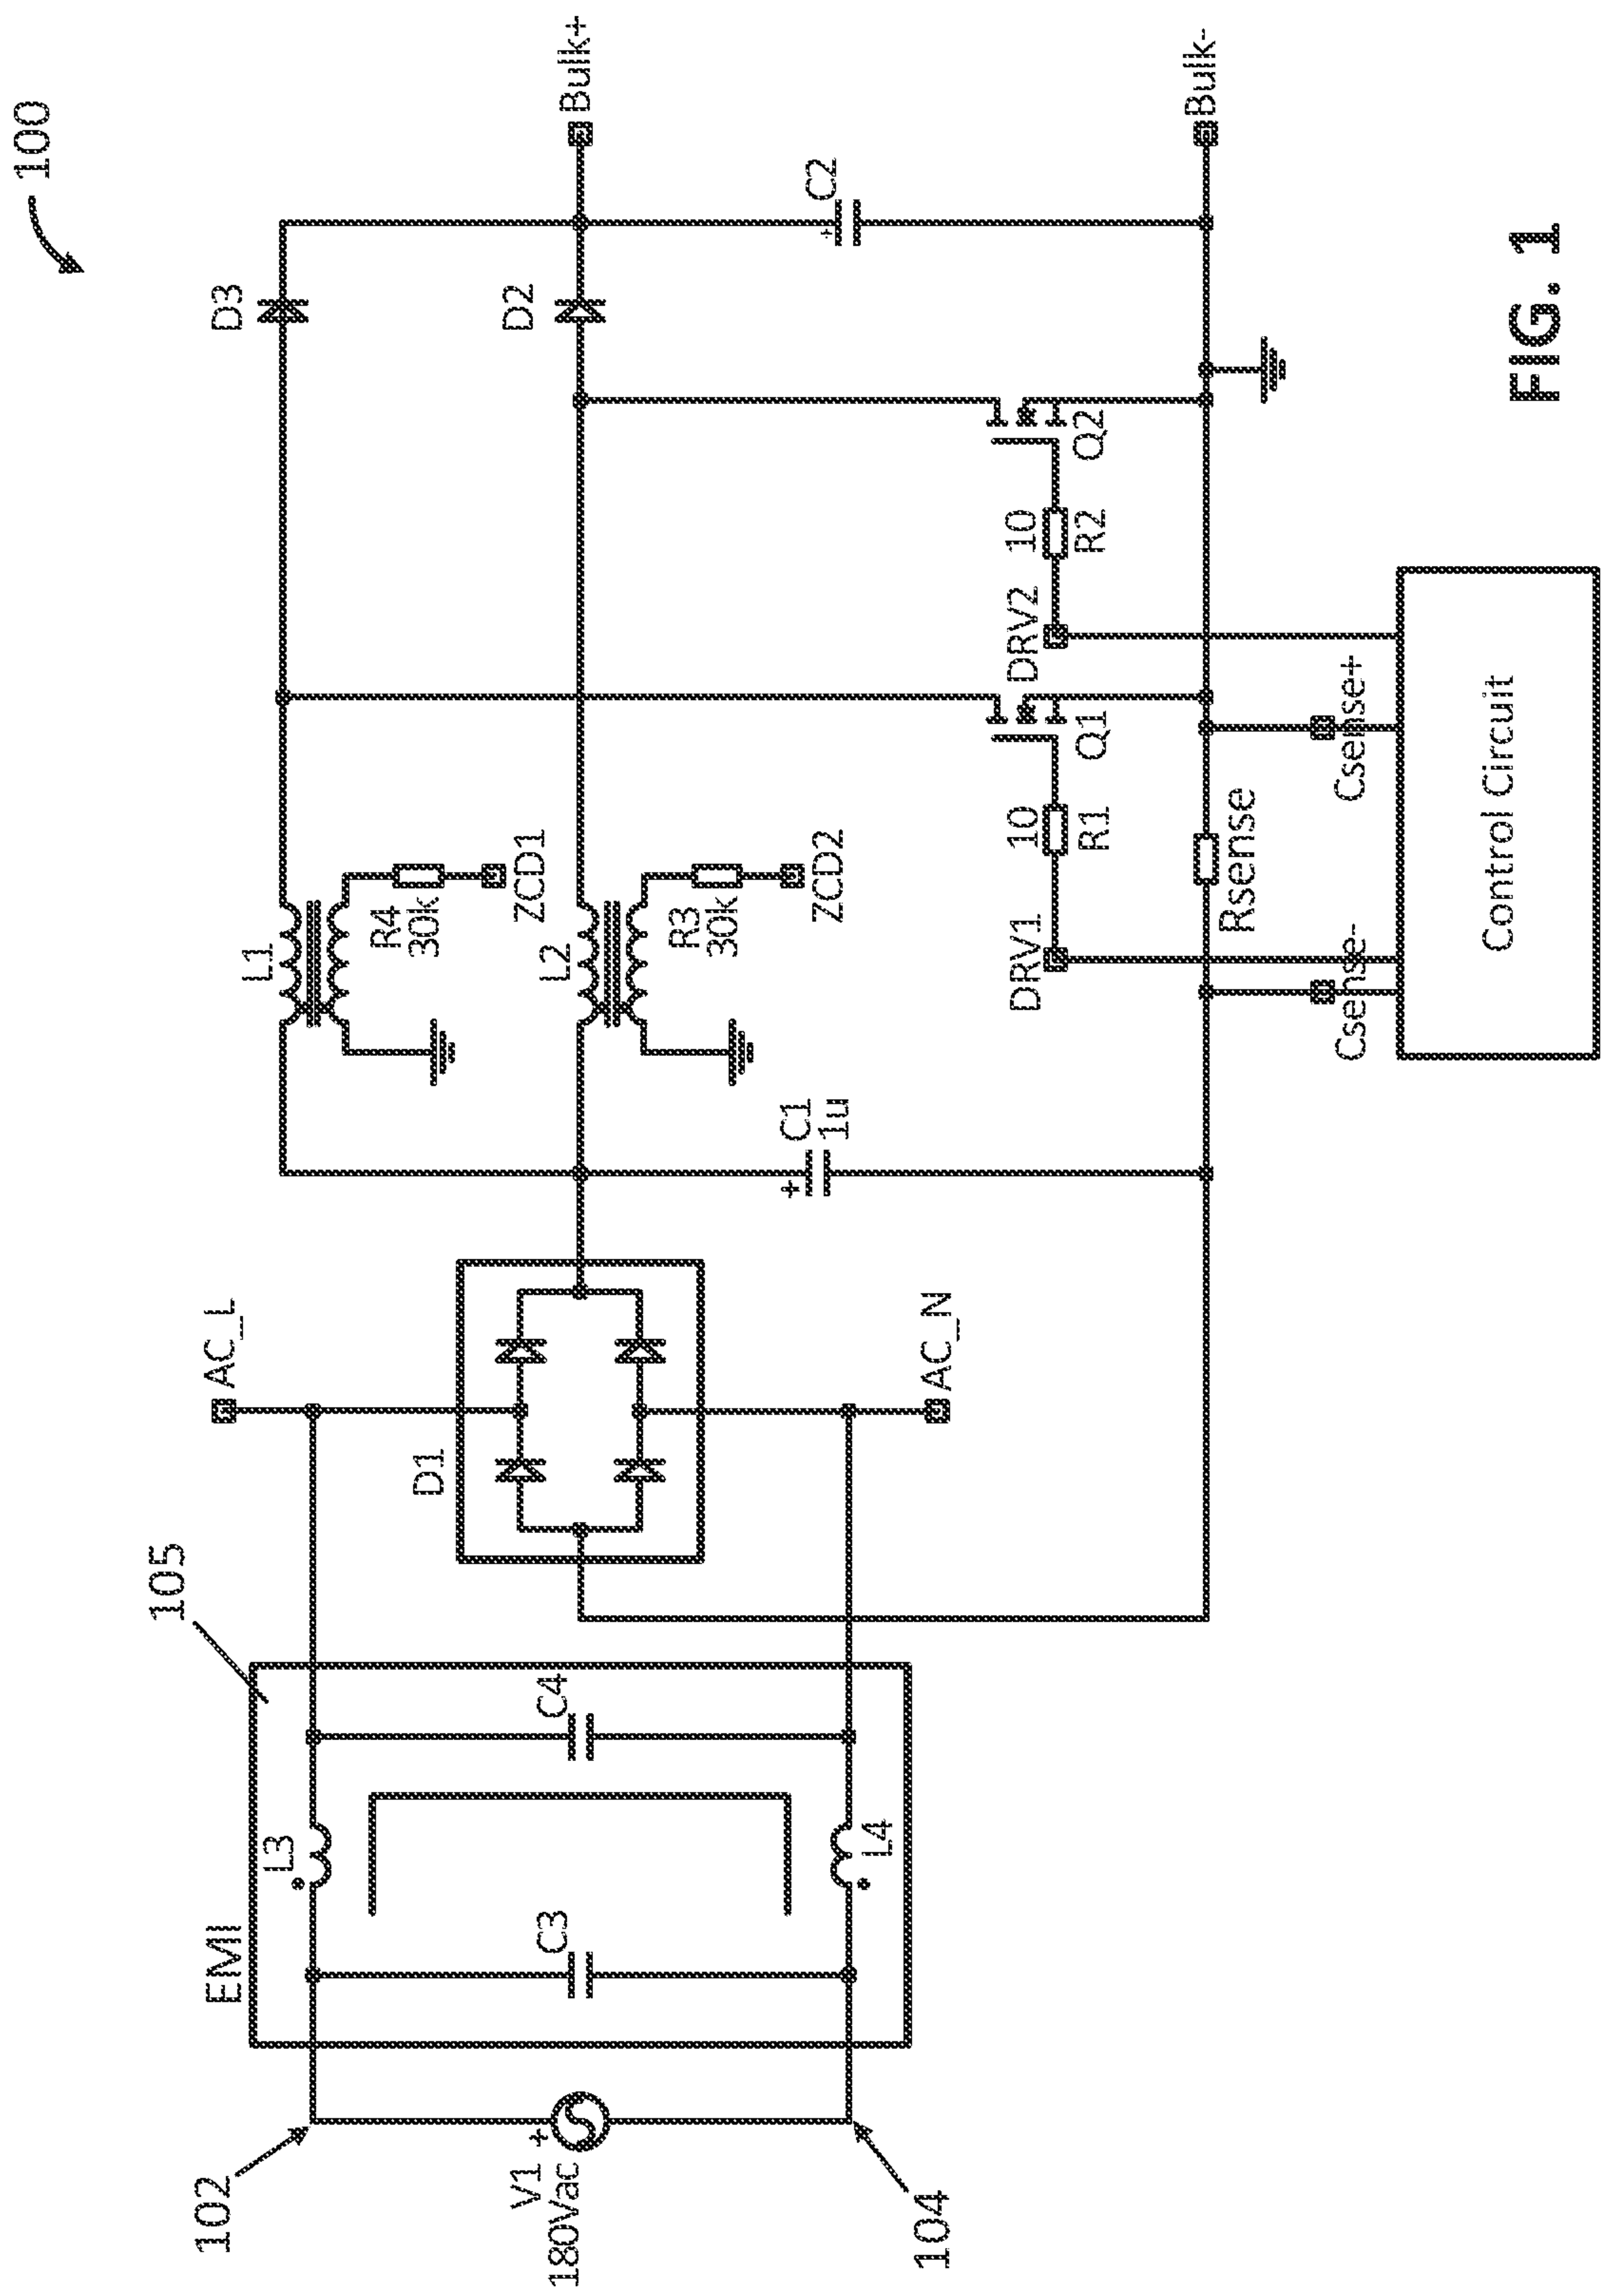 100
102
V1
180Vac
104
EMI
105
L3
C3
C4
L4
D1
AC_L
AC_N
C1
1u
L1
R4
30k
ZCD1
L2
R3
30k
ZCD2
DRV1
10
R1
Q1
DRV2
10
R2
Q2
D3
D2
C2
Bulk+
Bulk-
Rsense
Csense-
Csense+
Control Circuit
FIG. 1